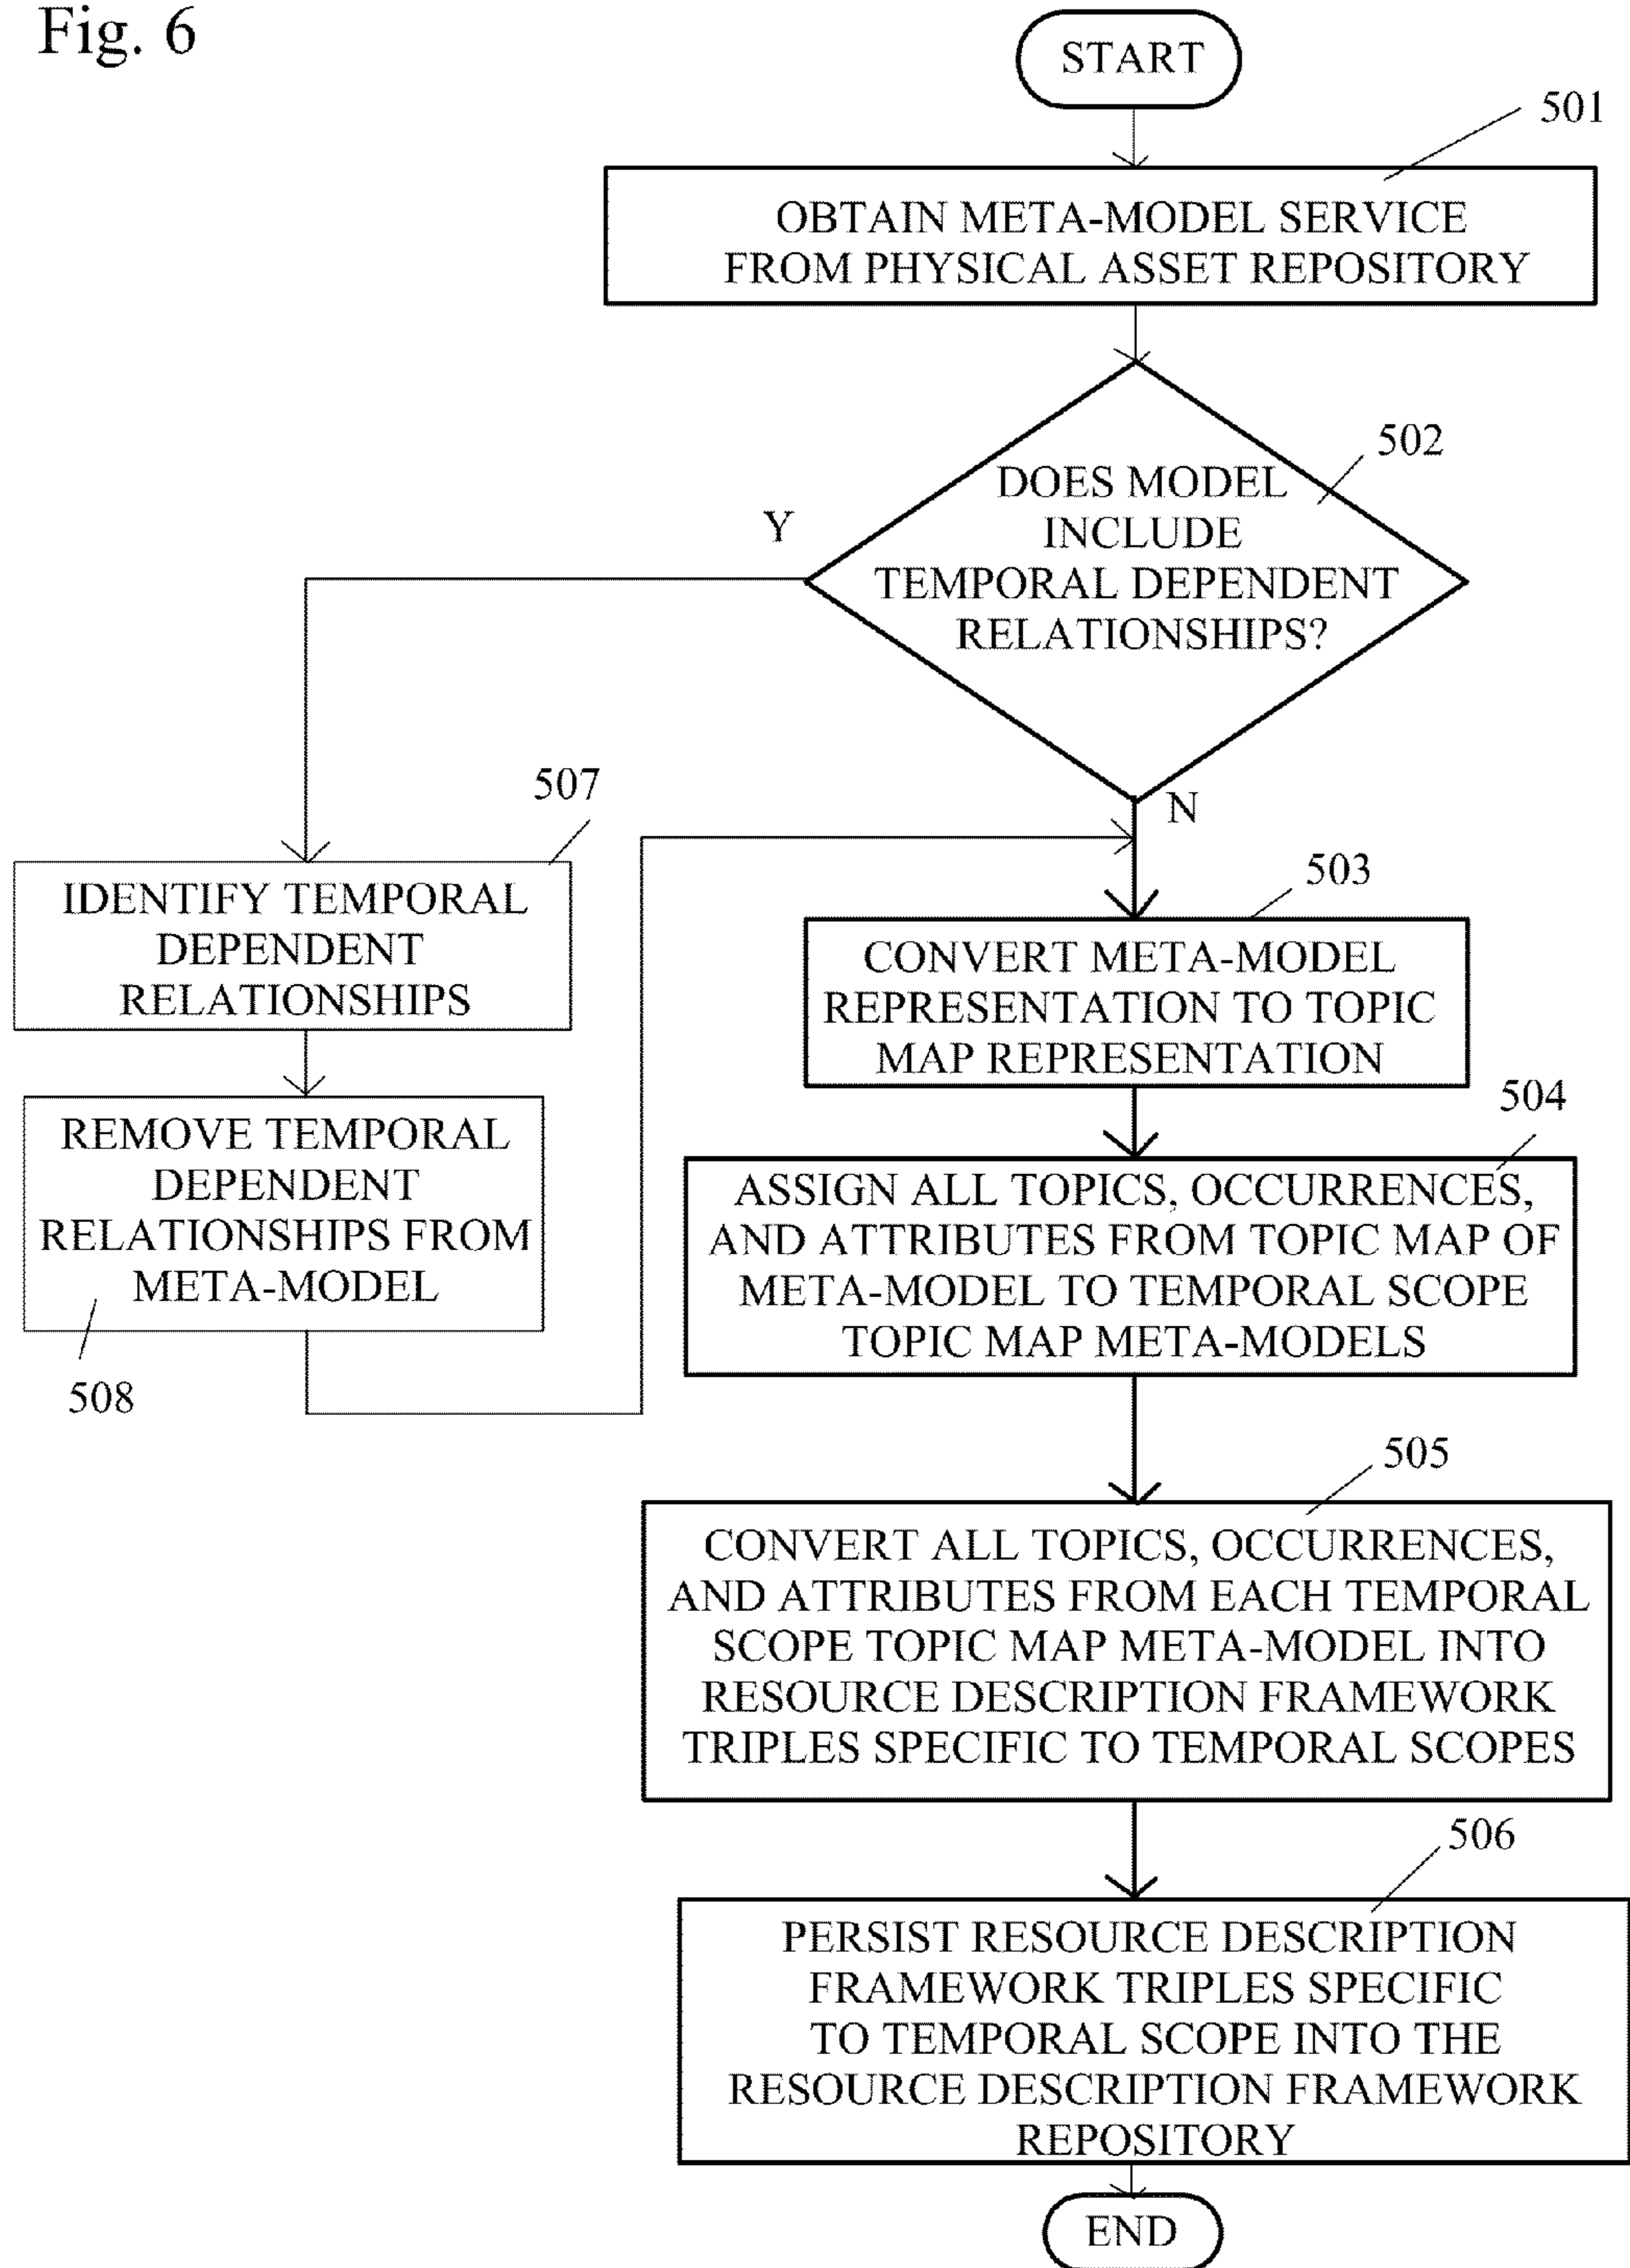 Fig. 6
START
501
OBTAIN META-MODEL SERVICE
FROM PHYSICAL ASSET REPOSITORY
502
DOES MODEL
INCLUDE
TEMPORAL DEPENDENT
RELATIONSHIPS?
Y
N
507
IDENTIFY TEMPORAL
DEPENDENT
RELATIONSHIPS
REMOVE TEMPORAL
DEPENDENT
RELATIONSHIPS FROM
META-MODEL
508
503
CONVERT META-MODEL
REPRESENTATION TO TOPIC
MAP REPRESENTATION
504
ASSIGN ALL TOPICS, OCCURRENCES,
AND ATTRIBUTES FROM TOPIC MAP OF
META-MODEL TO TEMPORAL SCOPE
TOPIC MAP META-MODELS
505
CONVERT ALL TOPICS, OCCURRENCES,
AND ATTRIBUTES FROM EACH TEMPORAL
SCOPE TOPIC MAP META-MODEL INTO
RESOURCE DESCRIPTION FRAMEWORK
TRIPLES SPECIFIC TO TEMPORAL SCOPES
506
PERSIST RESOURCE DESCRIPTION
FRAMEWORK TRIPLES SPECIFIC
TO TEMPORAL SCOPE INTO THE
RESOURCE DESCRIPTION FRAMEWORK
REPOSITORY
END